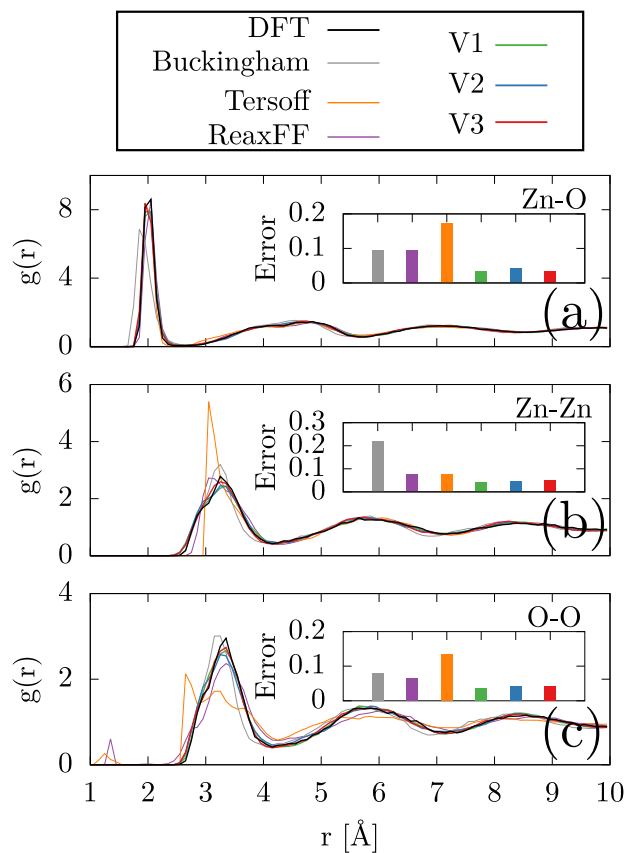 DFT
Buckingham
Tersoff
ReaxFF
V1
V2
V3
g(r)
8
4
0
Zn-O
Error
0.2
0.1
0
(a)
g(r)
6
4
2
0
Zn-Zn
Error
0.3
0.2
0.1
0
(b)
g(r)
4
2
0
O-O
Error
0.2
0.1
0
(c)
1 2 3 4 5 6 7 8 9 10
r [Å]